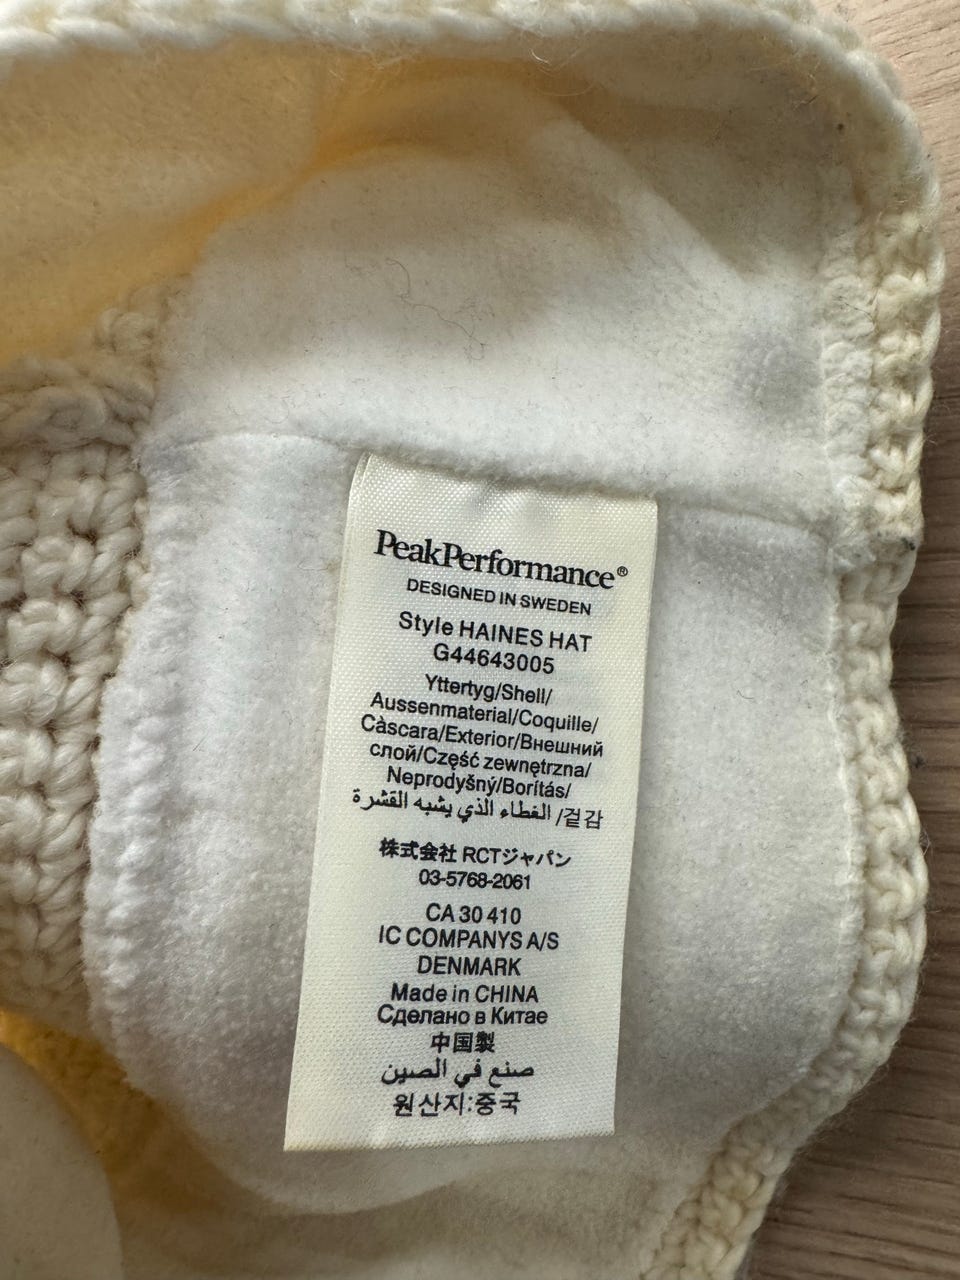 PeakPerformance®
DESIGNED IN SWEDEN
Style HAINES HAT
G44643005
Yttertyg/Shell/
Aussenmaterial/Coquille/
Càscara/Exterior/Внешний
слой/Część zewnętrzna/
Neprodyšný/Borítás/
الغطاء الذي يشبه القشرة /겉감
株式会社 RCTジャパン
03-5768-2061
CA 30 410
IC COMPANYS A/S
DENMARK
Made in CHINA
Сделано в Китае
中国製
صنع في الصين
원산지:중국